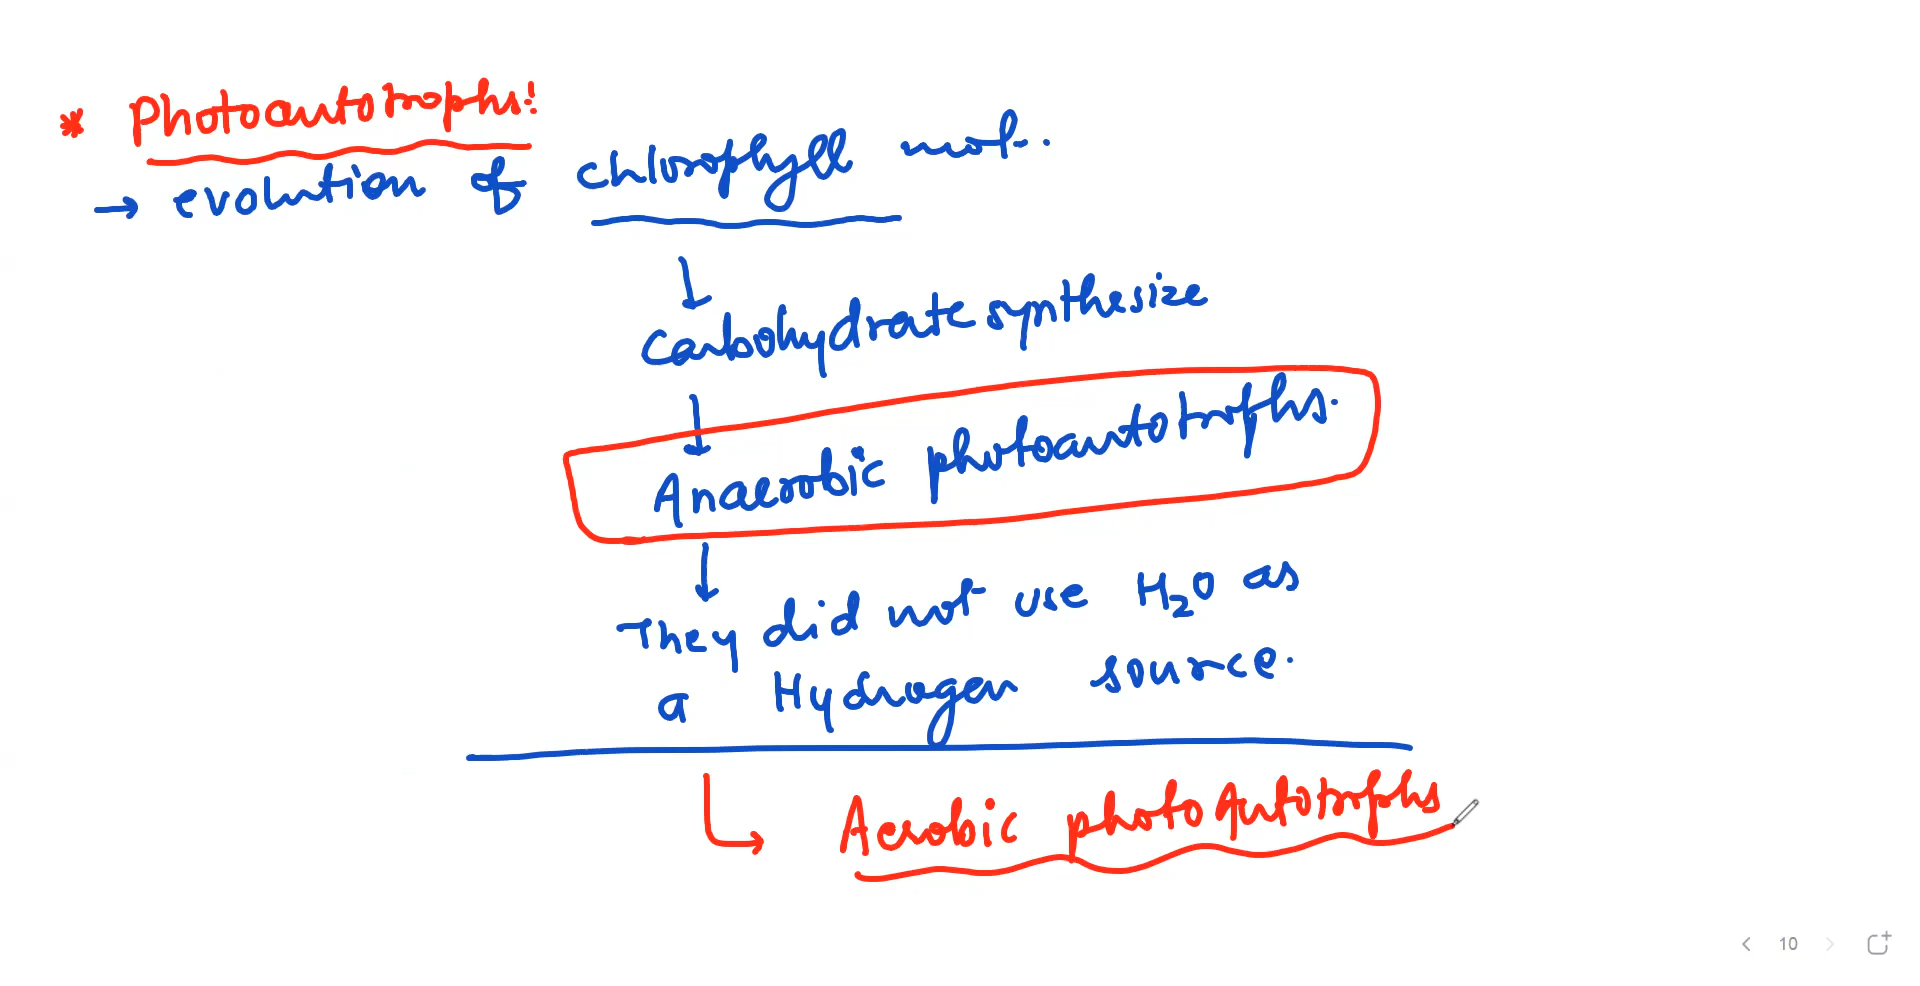 * Photoautotrophs:
→ evolution of chlorophyll mol.
↓
Carbohydrate synthesize
↓
Anaerobic photoautotrophs.
↓
They did not use H₂O as
a Hydrogen source.
↳ Aerobic photoAutotrophs
10